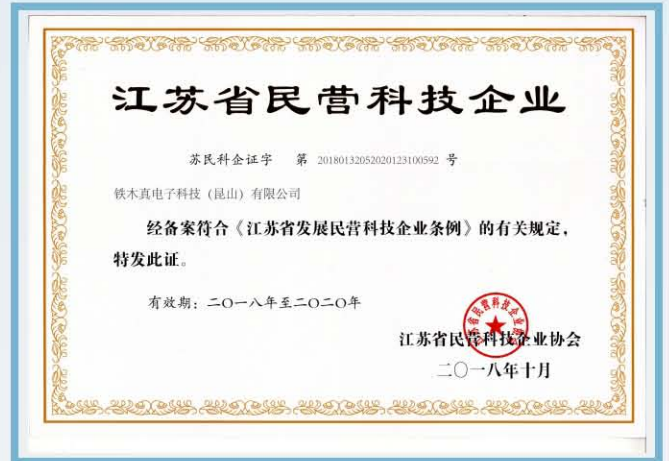 江苏省民营科技企业
苏民科企证字 第 20180132052020123100592 号
铁木真电子科技（昆山）有限公司
经备案符合《江苏省发展民营科技企业条例》的有关规定，
特发此证。
有效期：二〇一八年至二〇二〇年
江苏省民营科技企业协会
二〇一八年十月